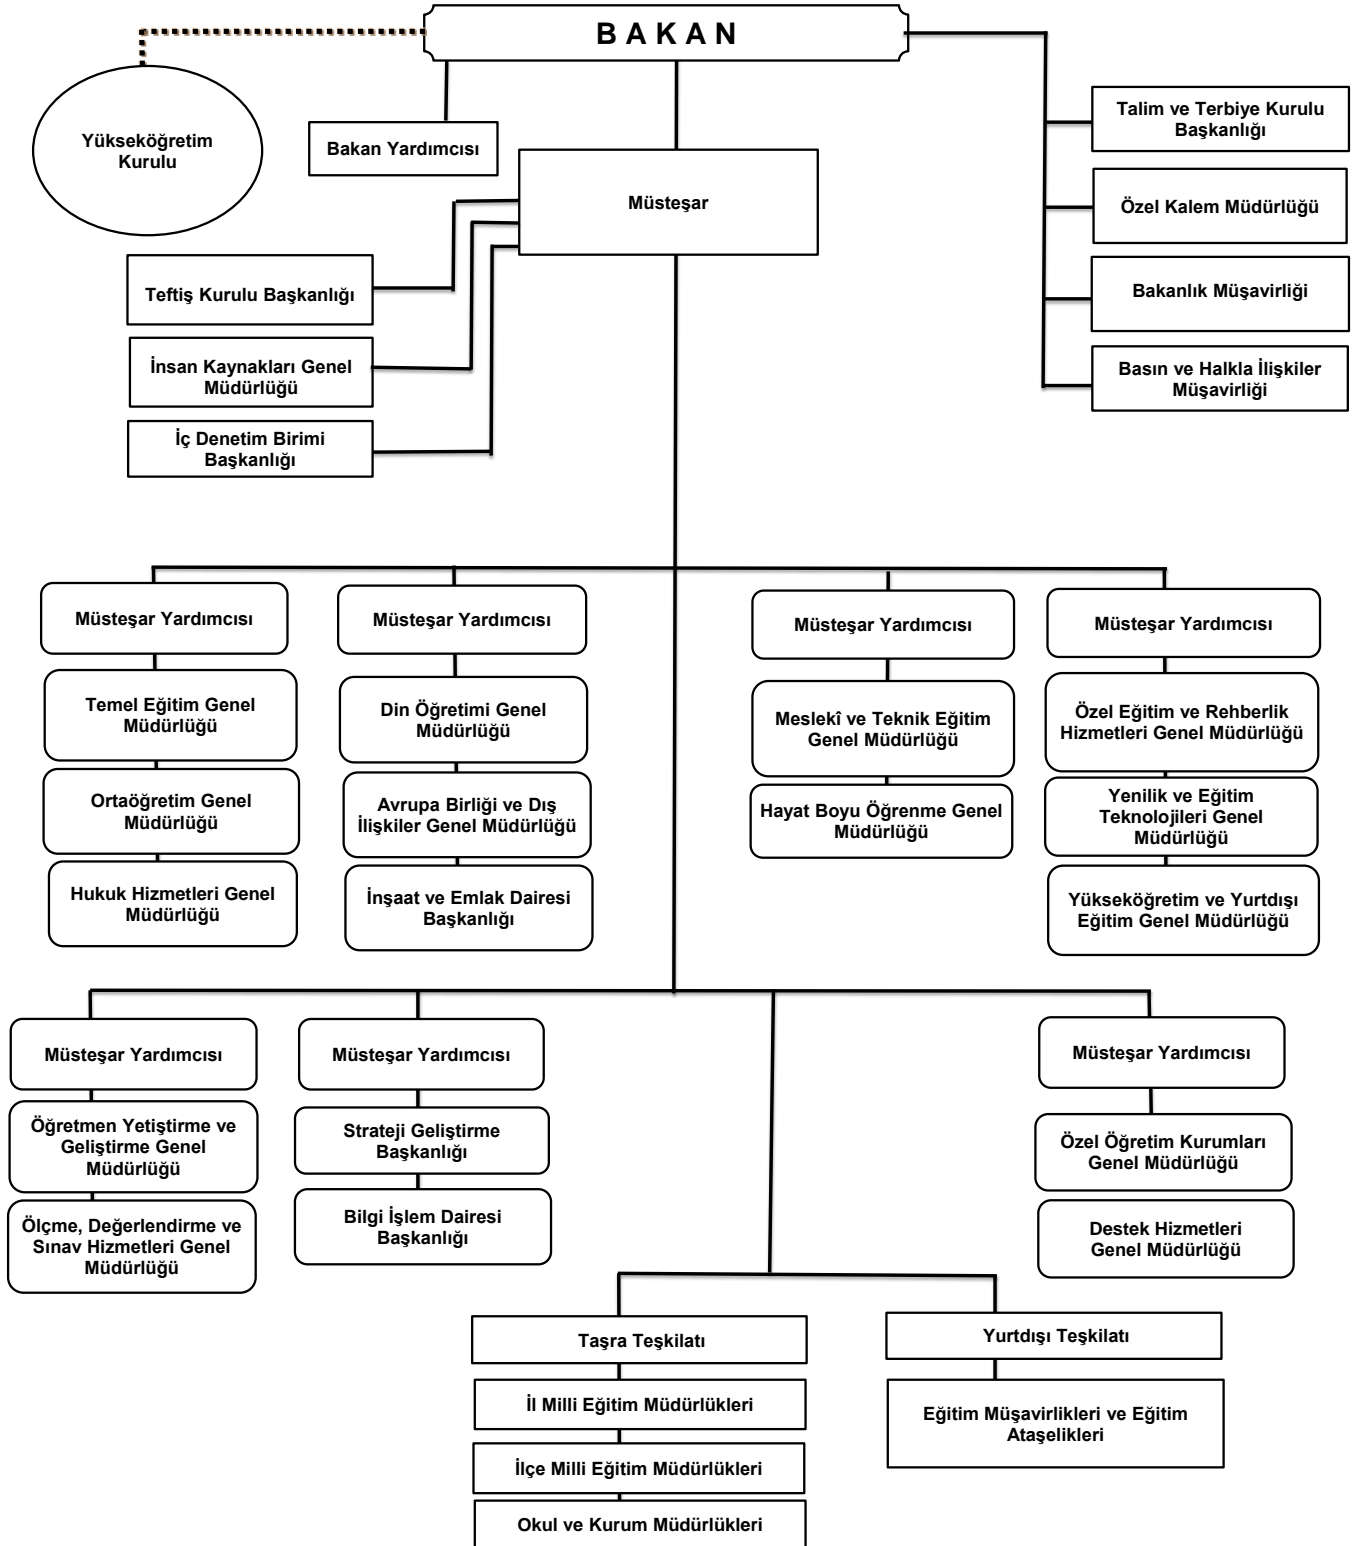 B A K A N
Yükseköğretim
Kurulu
Bakan Yardımcısı
Müsteşar
Talim ve Terbiye Kurulu
Başkanlığı
Özel Kalem Müdürlüğü
Bakanlık Müşavirliği
Basın ve Halkla İlişkiler
Müşavirliği
Teftiş Kurulu Başkanlığı
İnsan Kaynakları Genel
Müdürlüğü
İç Denetim Birimi
Başkanlığı
Müsteşar Yardımcısı
Temel Eğitim Genel
Müdürlüğü
Ortaöğretim Genel
Müdürlüğü
Hukuk Hizmetleri Genel
Müdürlüğü
Müsteşar Yardımcısı
Din Öğretimi Genel
Müdürlüğü
Avrupa Birliği ve Dış
İlişkiler Genel Müdürlüğü
İnşaat ve Emlak Dairesi
Başkanlığı
Müsteşar Yardımcısı
Meslekî ve Teknik Eğitim
Genel Müdürlüğü
Hayat Boyu Öğrenme Genel
Müdürlüğü
Müsteşar Yardımcısı
Özel Eğitim ve Rehberlik
Hizmetleri Genel Müdürlüğü
Yenilik ve Eğitim
Teknolojileri Genel
Müdürlüğü
Yükseköğretim ve Yurtdışı
Eğitim Genel Müdürlüğü
Müsteşar Yardımcısı
Öğretmen Yetiştirme ve
Geliştirme Genel
Müdürlüğü
Ölçme, Değerlendirme ve
Sınav Hizmetleri Genel
Müdürlüğü
Müsteşar Yardımcısı
Strateji Geliştirme
Başkanlığı
Bilgi İşlem Dairesi
Başkanlığı
Müsteşar Yardımcısı
Özel Öğretim Kurumları
Genel Müdürlüğü
Destek Hizmetleri
Genel Müdürlüğü
Taşra Teşkilatı
İl Milli Eğitim Müdürlükleri
İlçe Milli Eğitim Müdürlükleri
Okul ve Kurum Müdürlükleri
Yurtdışı Teşkilatı
Eğitim Müşavirlikleri ve Eğitim
Ataşelikleri